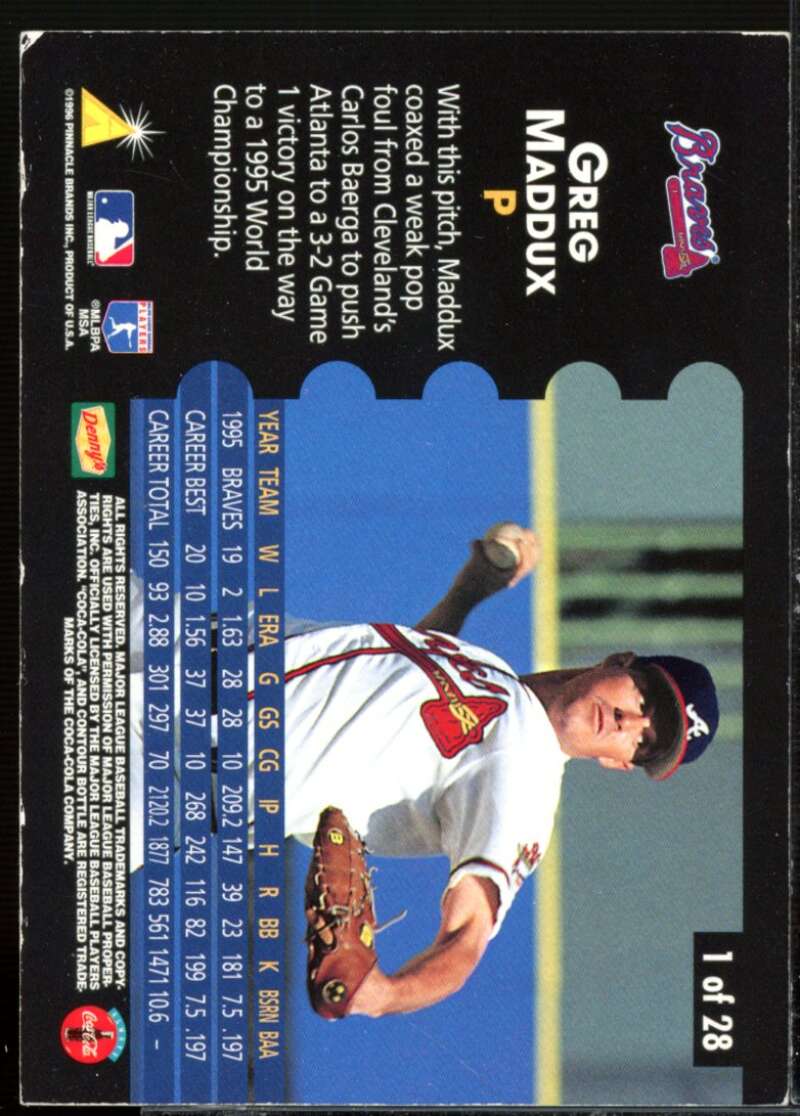 Braves
GREG
MADDUX
P
With this pitch, Maddux
coaxed a weak pop
foul from Cleveland's
Carlos Baerga to push
Atlanta to a 3-2 Game
1 victory on the way
to a 1995 World
Championship.
MAJOR LEAGUE BASEBALL
PLAYERS
©MLBPA
MSA
©1996 PINNACLE BRANDS INC., PRODUCT OF U.S.A.
1 of 28
A
YEAR TEAM W L ERA G GS CG IP H R BB K BSRN BAA
1995 BRAVES 19 2 1.63 28 28 10 209.2 147 39 23 181 7.5 .197
CAREER BEST 20 10 1.56 37 37 10 268 242 116 82 199 7.5 .197
CAREER TOTAL 150 93 2.88 301 297 70 2120.2 1877 783 561 1471 10.6 –
Denny's
ALL RIGHTS RESERVED. MAJOR LEAGUE BASEBALL TRADEMARKS AND COPY-
RIGHTS ARE USED WITH PERMISSION OF MAJOR LEAGUE BASEBALL PROPER-
TIES, INC. OFFICIALLY LICENSED BY THE MAJOR LEAGUE BASEBALL PLAYERS
ASSOCIATION. "COCA-COLA", AND CONTOUR BOTTLE ARE REGISTERED TRADE-
MARKS OF THE COCA-COLA COMPANY.
ALWAYS
Coca-Cola